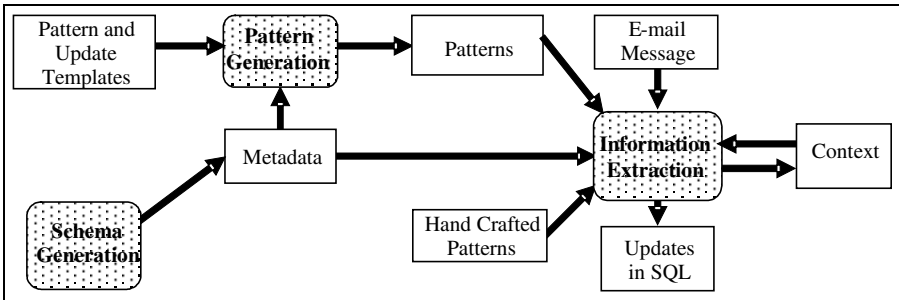 Pattern and
Update
Templates
Pattern
Generation
Patterns
E-mail
Message
Metadata
Information
Extraction
Context
Schema
Generation
Hand Crafted
Patterns
Updates
in SQL